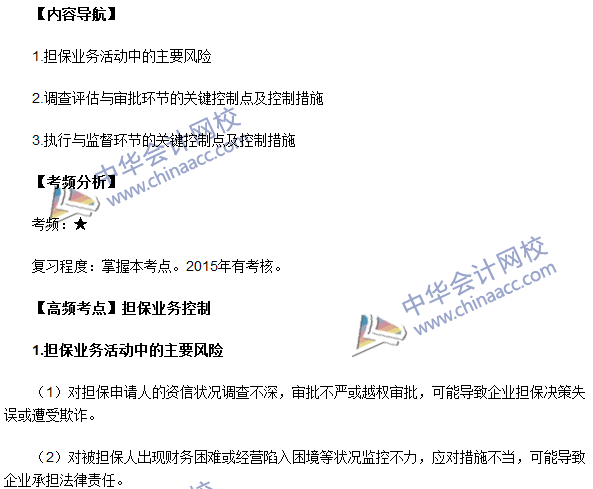 【内容导航】
1.担保业务活动中的主要风险
2.调查评估与审批环节的关键控制点及控制措施
3.执行与监督环节的关键控制点及控制措施
【考频分析】
考频：★
复习程度：掌握本考点。2015年有考核。
【高频考点】担保业务控制
1.担保业务活动中的主要风险
（1）对担保申请人的资信状况调查不深，审批不严或越权审批，可能导致企业担保决策失
误或遭受欺诈。
（2）对被担保人出现财务困难或经营陷入困境等状况监控不力，应对措施不当，可能导致
企业承担法律责任。
中华会计网校
www.chinaacc.com
中华会计网校
www.chinaacc.com